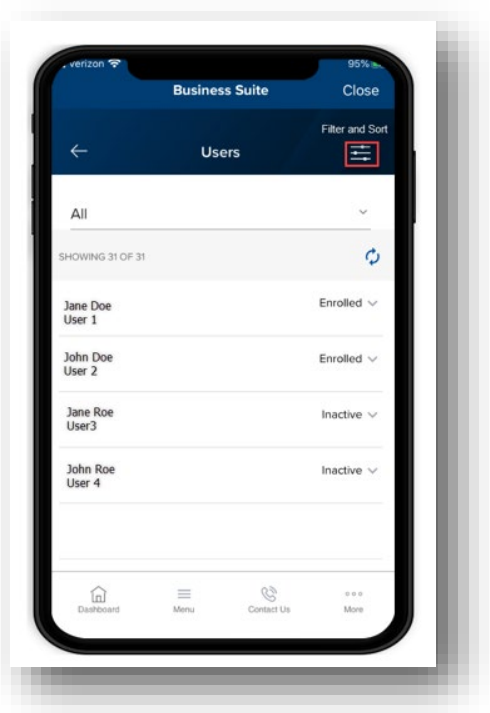 verizon 95%
Business Suite Close
Filter and Sort
Users
All
SHOWING 31 OF 31
Jane Doe Enrolled
User 1
John Doe Enrolled
User 2
Jane Roe Inactive
User3
John Roe Inactive
User 4
Dashboard Menu Contact Us More